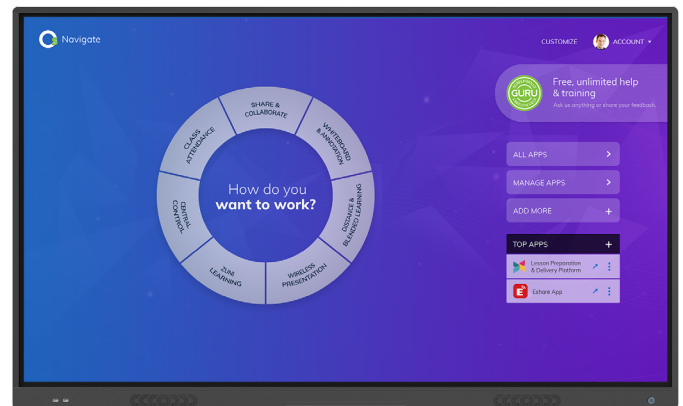 Navigate
CUSTOMIZE
ACCOUNT
GURU
Free, unlimited help
& training
Ask us anything or share your feedback.
SHARE &
COLLABORATE
WHITEBOARD
& ANNOTATION
DISTANCE &
BLENDED LEARNING
WIRELESS
PRESENTATION
ZUNI
LEARNING
CENTRAL
CONTROL
CLASS
ATTENDANCE
How do you
want to work?
ALL APPS
MANAGE APPS
ADD MORE
TOP APPS
Lesson Preparation
& Delivery Platform
Eshare App